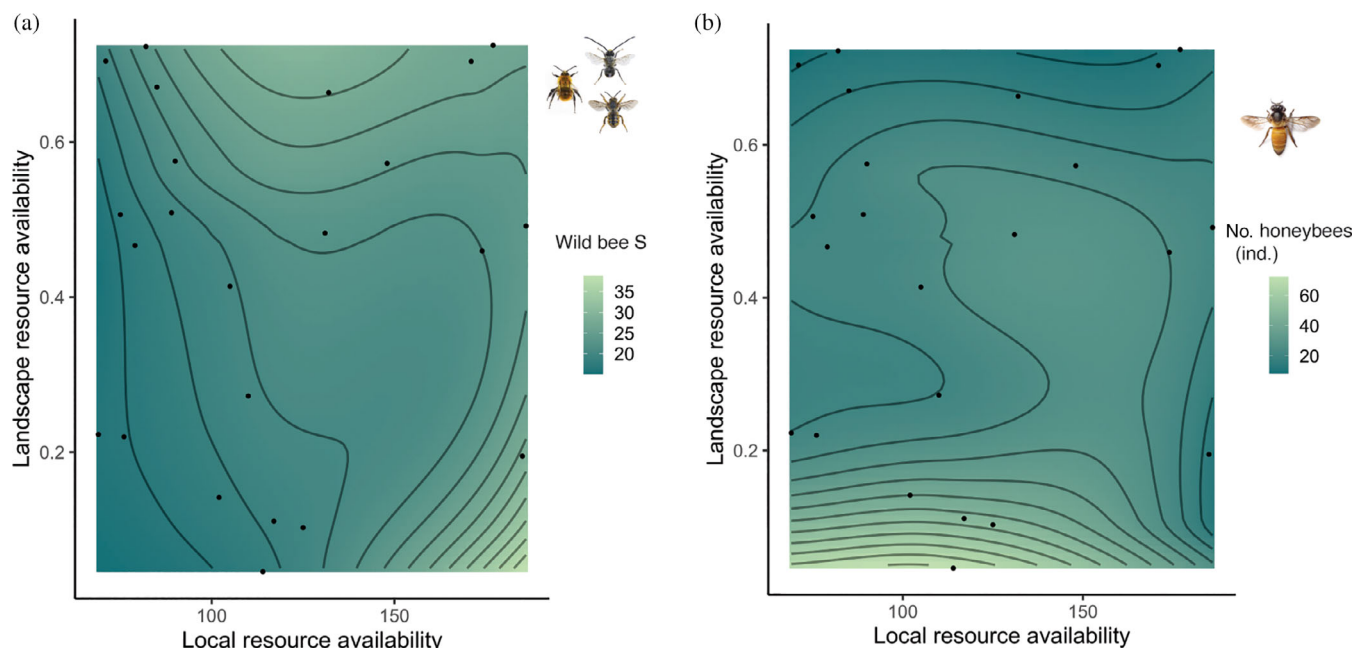 (a)
Landscape resource availability
0.6
0.4
0.2
100
150
Local resource availability
Wild bee S
35
30
25
20
(b)
Landscape resource availability
0.6
0.4
0.2
100
150
Local resource availability
No. honeybees
(ind.)
60
40
20